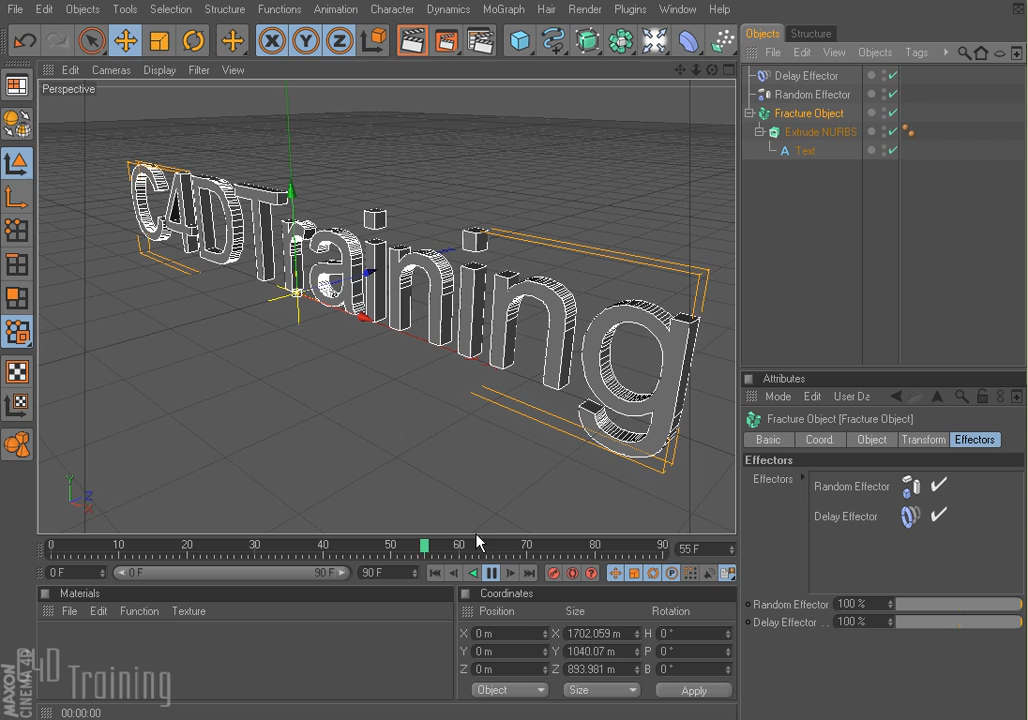 File Edit Objects Tools Selection Structure Functions Animation Character Dynamics MoGraph Hair Render Plugins Window Help
X Y Z
Edit Cameras Display Filter View
Perspective
C4DTraining
Y Z X
0 10 20 30 40 50 60 70 80 90 55 F
0 F 0 F 90 F 90 F
Materials
File Edit Function Texture
Coordinates
Position Size Rotation
X 0 m X 1702.059 m H 0 °
Y 0 m Y 1040.07 m P 0 °
Z 0 m Z 893.981 m B 0 °
Object Size Apply
MAXON
CINEMA 4D
C4D Training
00:00:00
Objects Structure
File Edit View Objects Tags
Delay Effector
Random Effector
Fracture Object
Extrude NURBS
A Text
Attributes
Mode Edit User Da
Fracture Object [Fracture Object]
Basic Coord. Object Transform Effectors
Effectors
Effectors
Random Effector
Delay Effector
Random Effector 100 %
Delay Effector . . 100 %